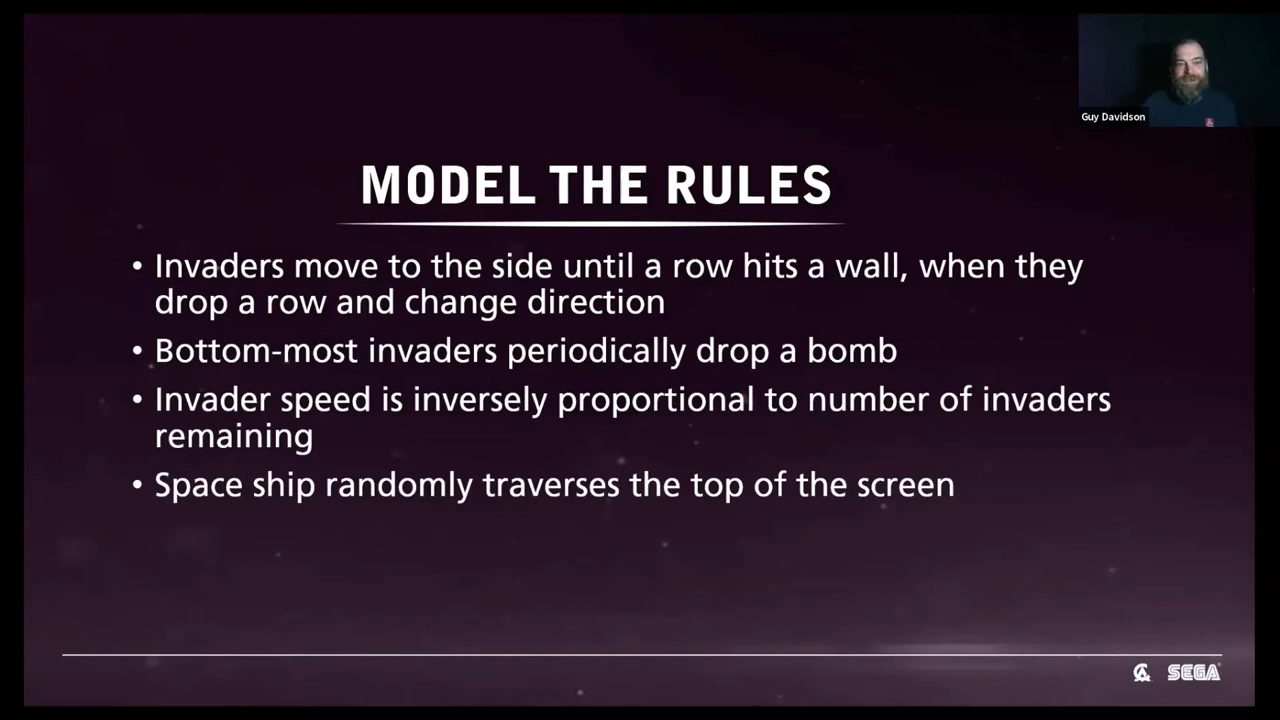 Guy Davidson
MODEL THE RULES
• Invaders move to the side until a row hits a wall, when they
drop a row and change direction
• Bottom-most invaders periodically drop a bomb
• Invader speed is inversely proportional to number of invaders
remaining
• Space ship randomly traverses the top of the screen
SEGA